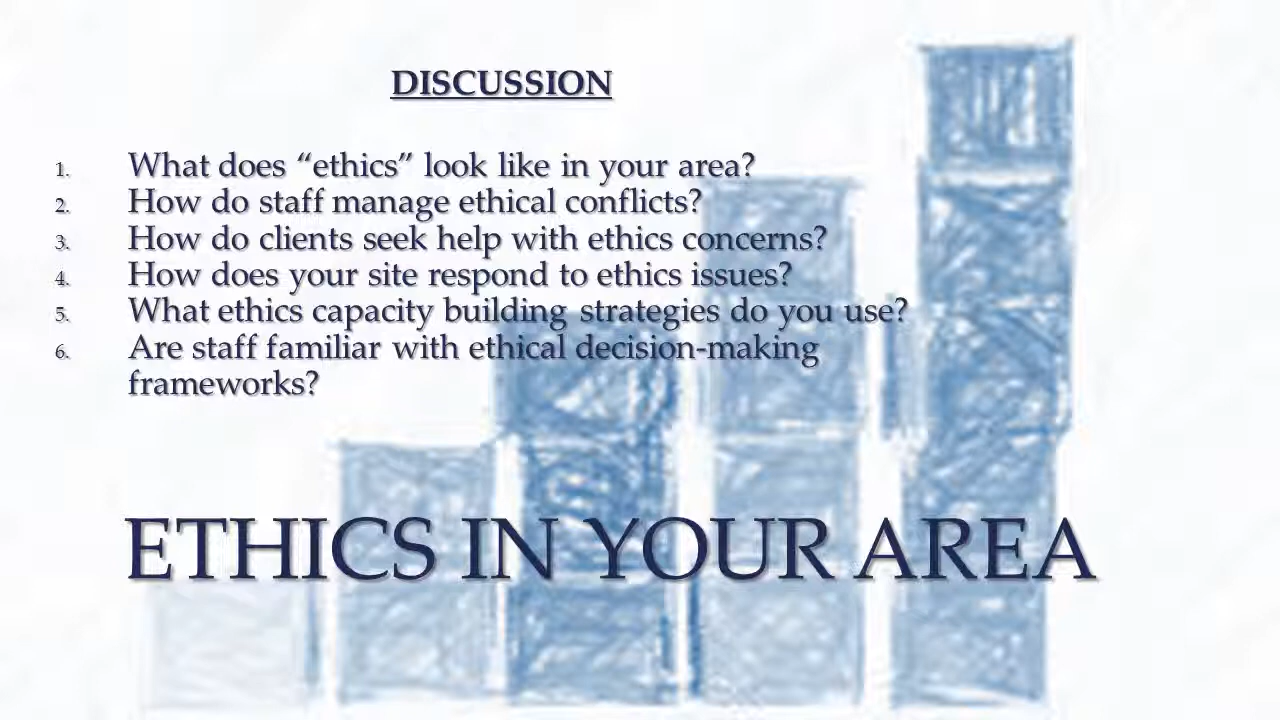 DISCUSSION
1. What does “ethics” look like in your area?
2. How do staff manage ethical conflicts?
3. How do clients seek help with ethics concerns?
4. How does your site respond to ethics issues?
5. What ethics capacity building strategies do you use?
6. Are staff familiar with ethical decision-making
frameworks?
ETHICS IN YOUR AREA